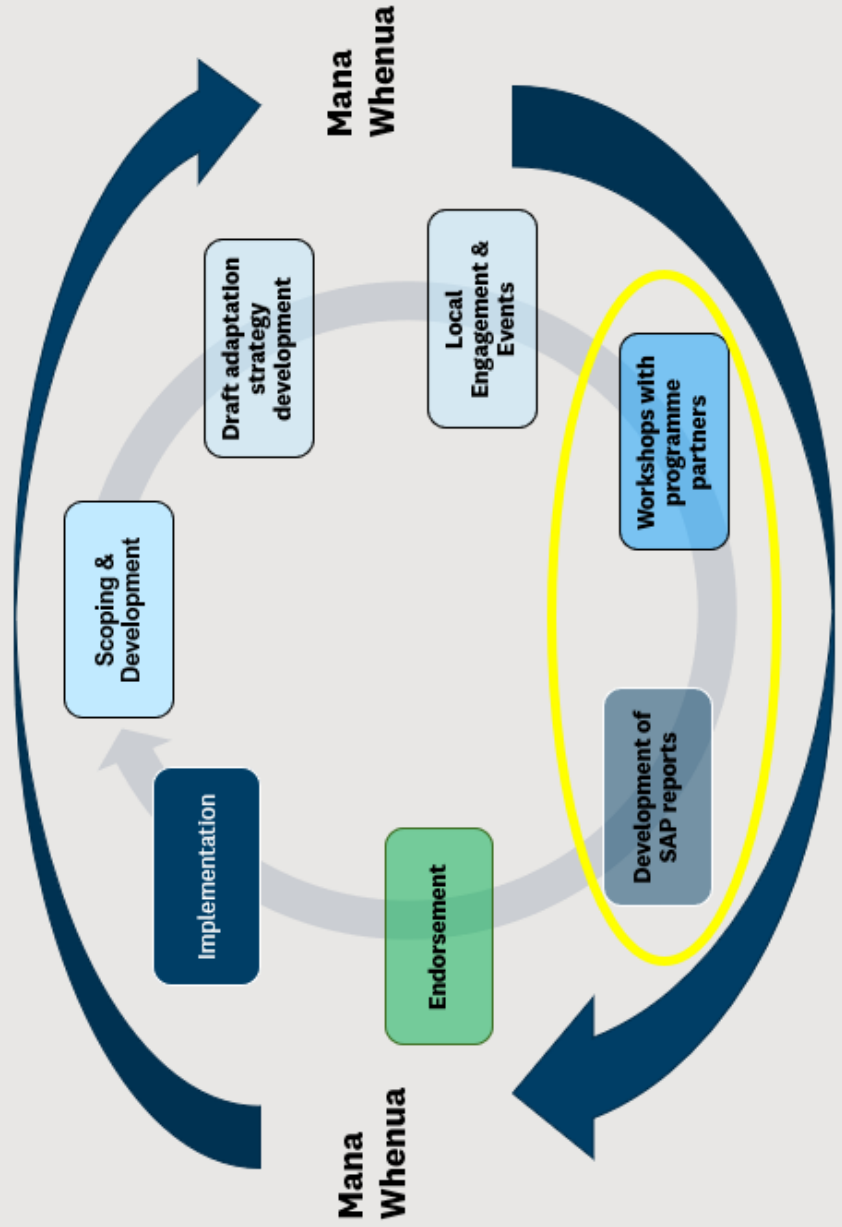 Scoping &
Development
Draft adaptation
strategy
development
Mana
Whenua
Local
Engagement &
Events
Workshops with
programme
partners
Development of
SAP reports
Endorsement
Mana
Whenua
Implementation